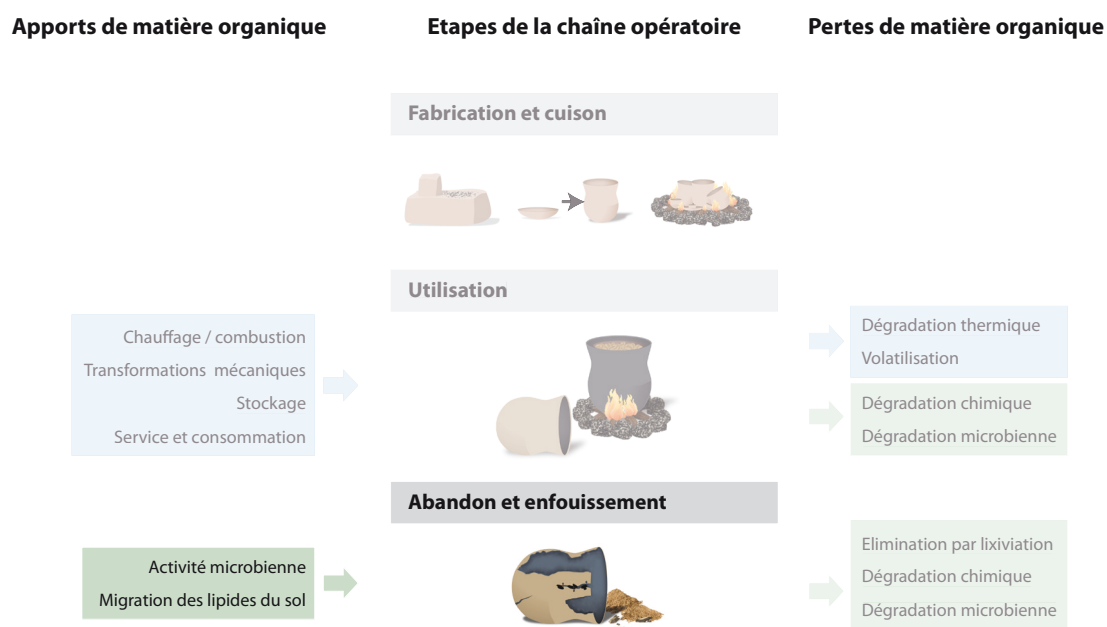 Apports de matière organique
Etapes de la chaîne opératoire
Pertes de matière organique
Fabrication et cuison
Utilisation
Chauffage / combustion
Transformations mécaniques
Stockage
Service et consommation
Dégradation thermique
Volatilisation
Dégradation chimique
Dégradation microbienne
Abandon et enfouissement
Activité microbienne
Migration des lipides du sol
Elimination par lixiviation
Dégradation chimique
Dégradation microbienne